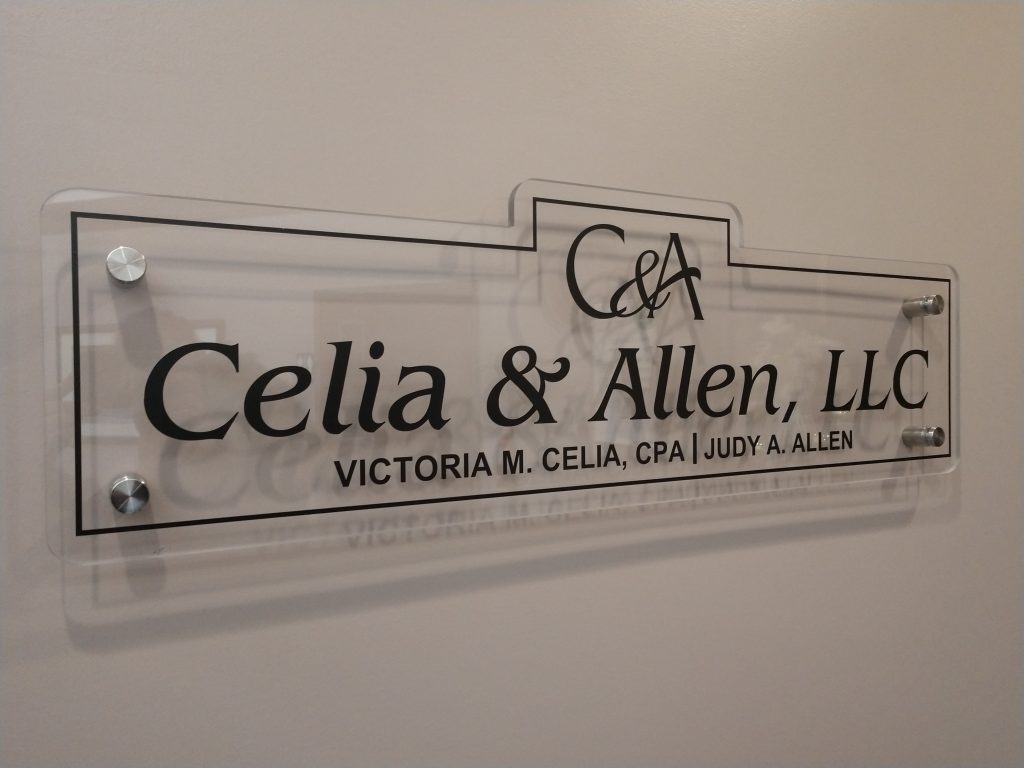 C&A
Celia & Allen, LLC
VICTORIA M. CELIA, CPA | JUDY A. ALLEN